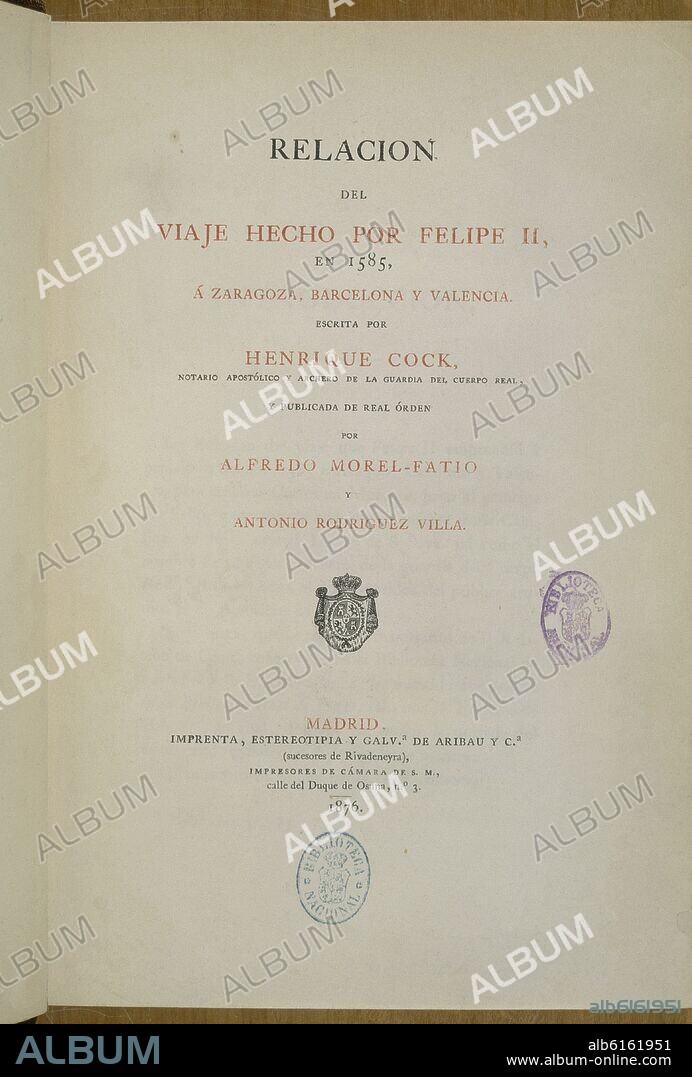 RELACION
DEL
VIAJE HECHO POR FELIPE II,
EN 1585,
Á ZARAGOZA, BARCELONA Y VALENCIA.
ESCRITA POR
HENRIQUE COCK,
NOTARIO APOSTÓLICO Y ARCHERO DE LA GUARDIA DEL CUERPO REAL,
Y PUBLICADA DE REAL ÓRDEN
POR
ALFREDO MOREL-FATIO
Y
ANTONIO RODRIGUEZ VILLA.
BIBLIOTECA
MADRID.
IMPRENTA, ESTEREOTIPIA Y GALV.ª DE ARIBAU Y C.ª
(sucesores de Rivadeneyra),
IMPRESORES DE CÁMARA DE S. M.,
calle del Duque de Osuna, n.º 3.
1876.
BIBLIOTECA
NACIONAL
alb6161951
ALBUM
alb6161951
www.album-online.com